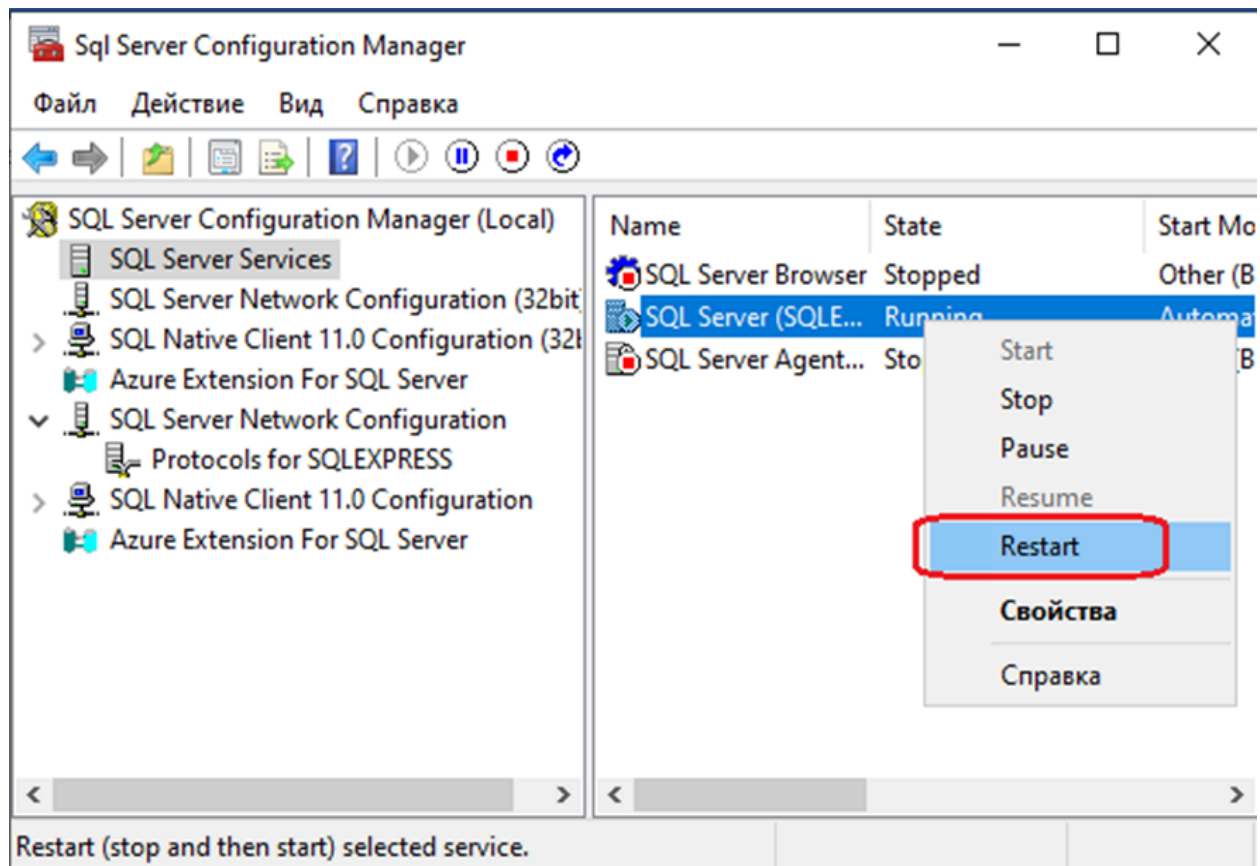 Sql Server Configuration Manager
Файл Действие Вид Справка
SQL Server Configuration Manager (Local)
SQL Server Services
SQL Server Network Configuration (32bit
SQL Native Client 11.0 Configuration (32b
Azure Extension For SQL Server
SQL Server Network Configuration
Protocols for SQLEXPRESS
SQL Native Client 11.0 Configuration
Azure Extension For SQL Server
Name State Start Mo
SQL Server Browser Stopped Other (B
SQL Server (SQLE... Running Automa
SQL Server Agent... Sto (B
Start
Stop
Pause
Resume
Restart
Свойства
Справка
Restart (stop and then start) selected service.